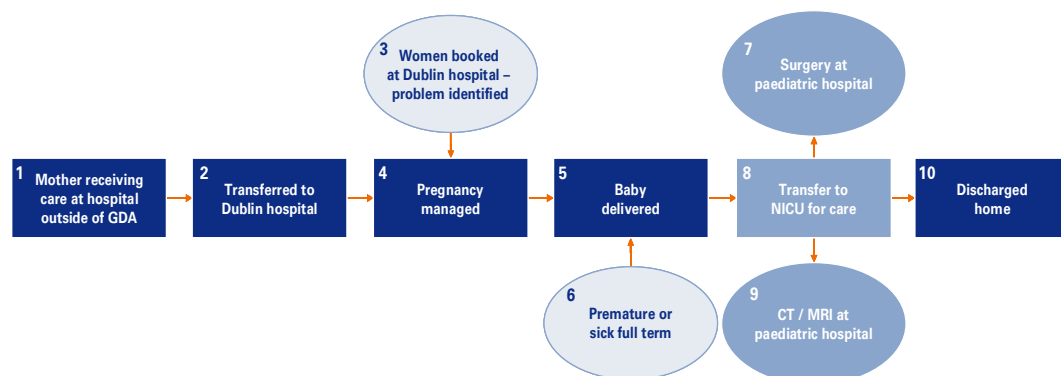 3
Women booked
at Dublin hospital –
problem identified
7
Surgery at
paediatric hospital
1
Mother receiving
care at hospital
outside of GDA
2
Transferred to
Dublin hospital
4
Pregnancy
managed
5
Baby
delivered
8
Transfer to
NICU for care
10
Discharged
home
6
Premature or
sick full term
9
CT / MRI at
paediatric hospital